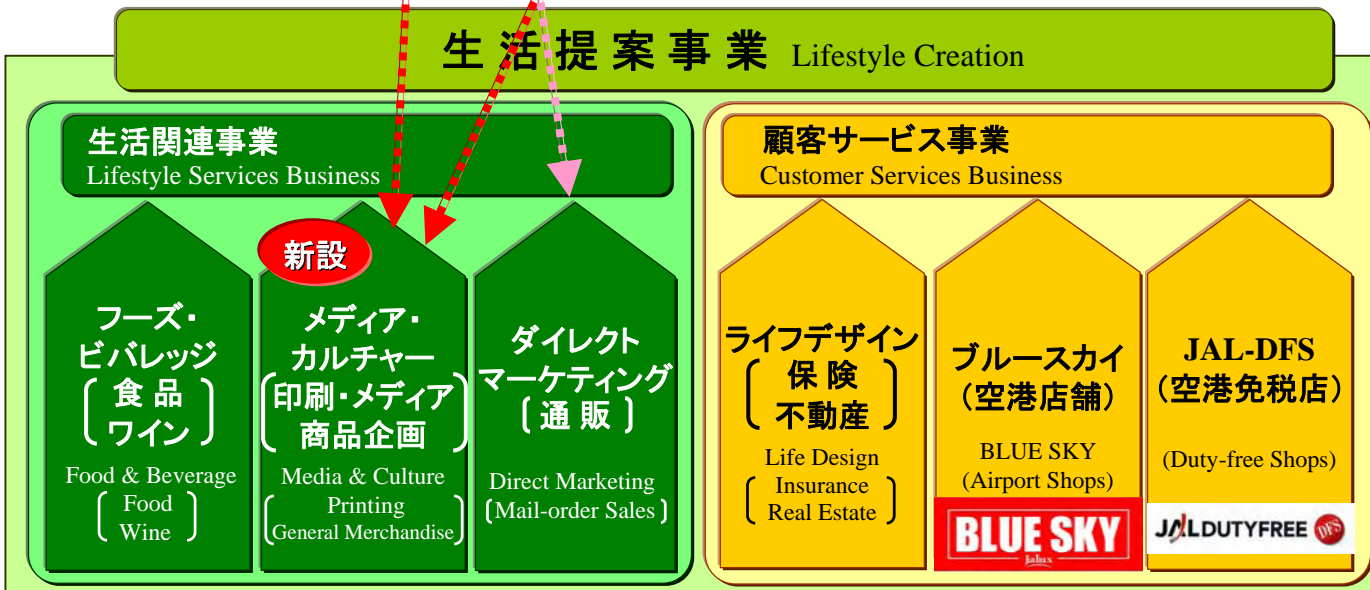 生活提案事業 Lifestyle Creation
生活関連事業
Lifestyle Services Business
フーズ・
ビバレッジ
食品
ワイン
Food & Beverage
Food
Wine
新設
メディア・
カルチャー
印刷・メディア
商品企画
Media & Culture
Printing
General Merchandise
ダイレクト
マーケティング
通販
Direct Marketing
Mail-order Sales
顧客サービス事業
Customer Services Business
ライフデザイン
保険
不動産
Life Design
Insurance
Real Estate
ブルースカイ
(空港店舗)
BLUE SKY
(Airport Shops)
BLUE SKY
jalux
JAL-DFS
(空港免税店)
(Duty-free Shops)
JALDUTYFREE DFS